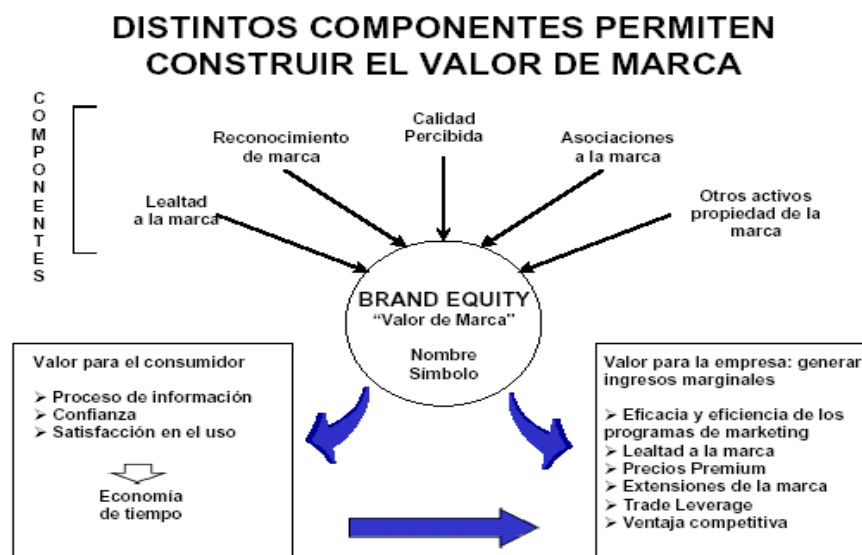 DISTINTOS COMPONENTES PERMITEN
CONSTRUIR EL VALOR DE MARCA
COMPONENTES
Lealtad
a la marca
Reconocimiento
de marca
Calidad
Percibida
Asociaciones
a la marca
Otros activos
propiedad de la
marca
BRAND EQUITY
“Valor de Marca”
Nombre
Símbolo
Valor para el consumidor
➢ Proceso de información
➢ Confianza
➢ Satisfacción en el uso
Economía
de tiempo
Valor para la empresa: generar
ingresos marginales
➢ Eficacia y eficiencia de los
programas de marketing
➢ Lealtad a la marca
➢ Precios Premium
➢ Extensiones de la marca
➢ Trade Leverage
➢ Ventaja competitiva